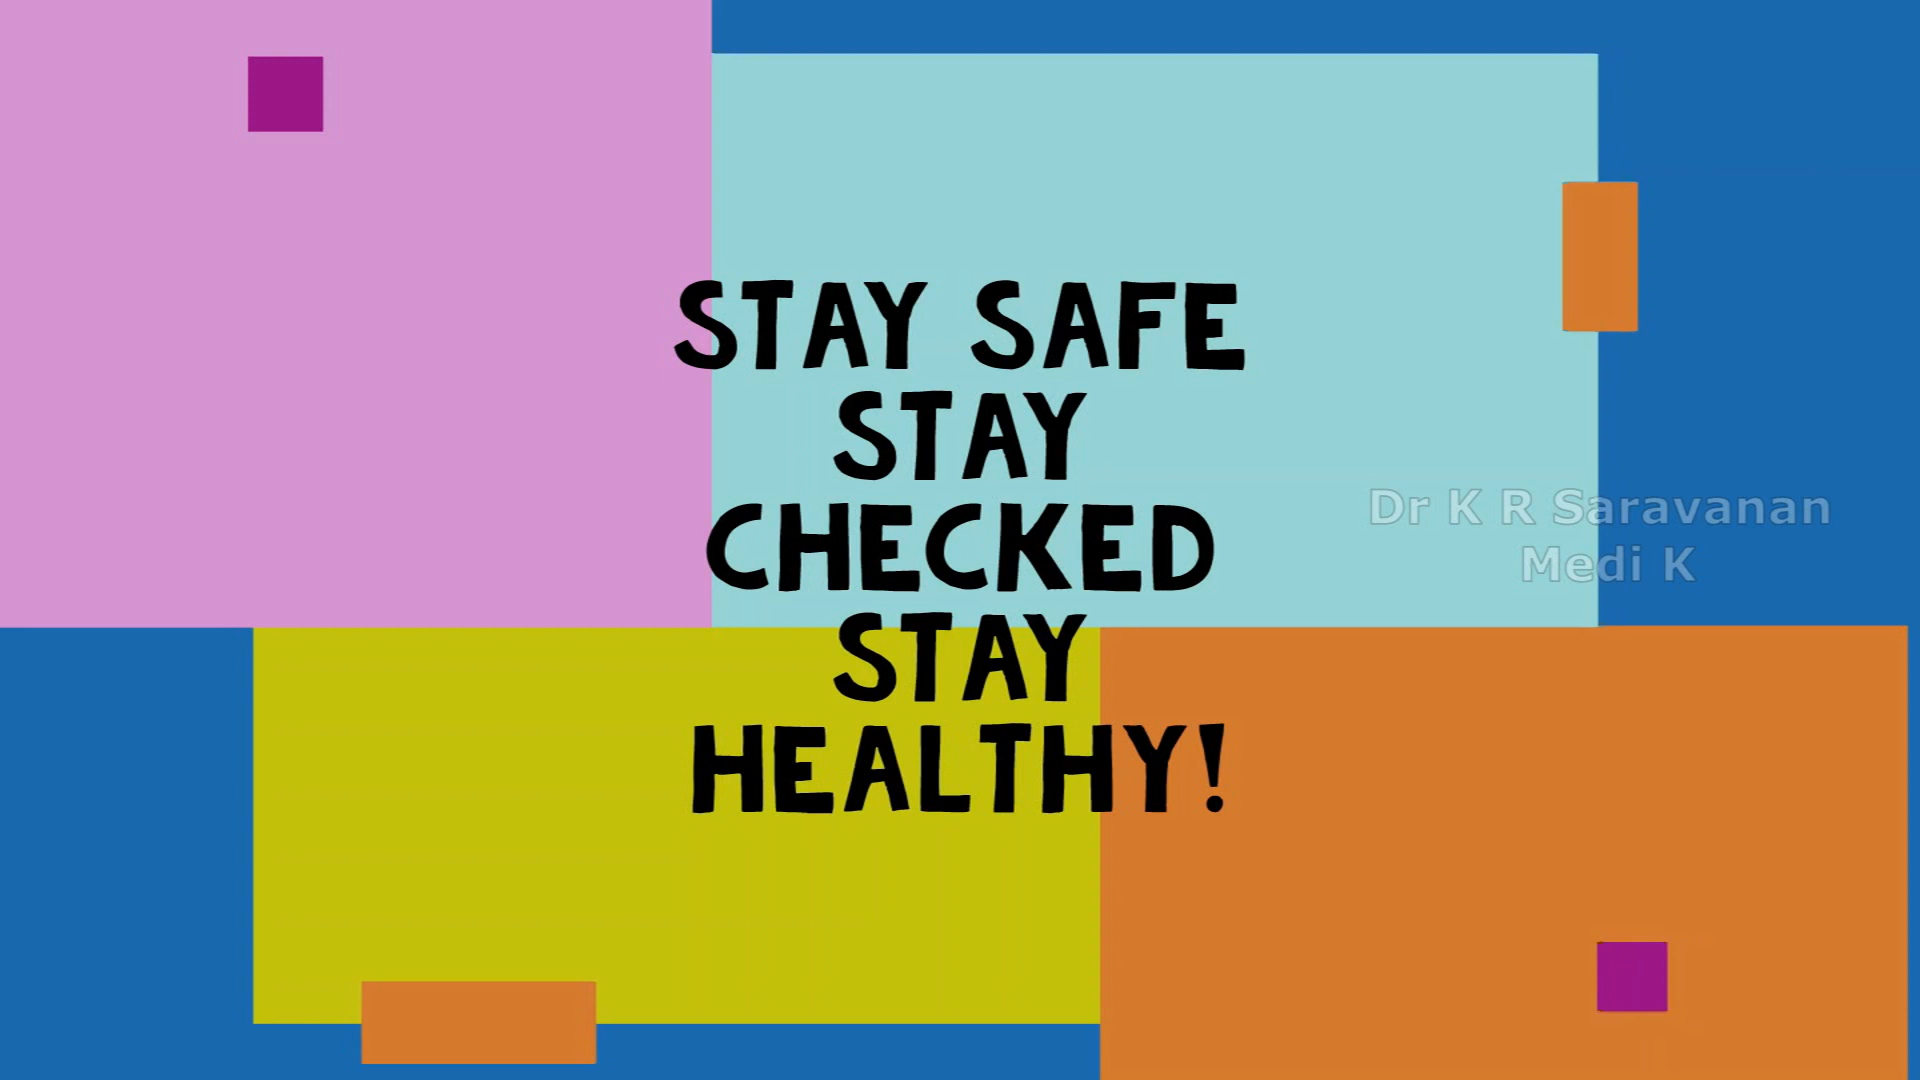 STAY SAFE
STAY
CHECKED
STAY
HEALTHY!
Dr K R Saravanan
Medi K